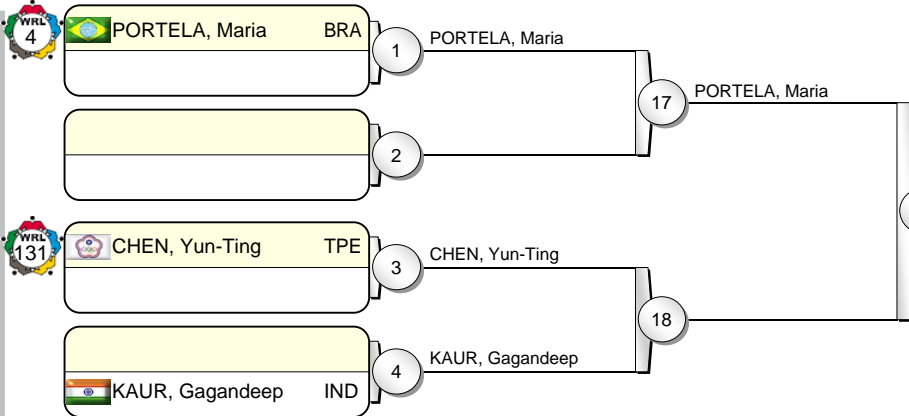 WRL
4
PORTELA, Maria BRA
1
PORTELA, Maria
17
PORTELA, Maria
2
WRL
131
CHEN, Yun-Ting TPE
3
CHEN, Yun-Ting
18
4
KAUR, Gagandeep
KAUR, Gagandeep IND